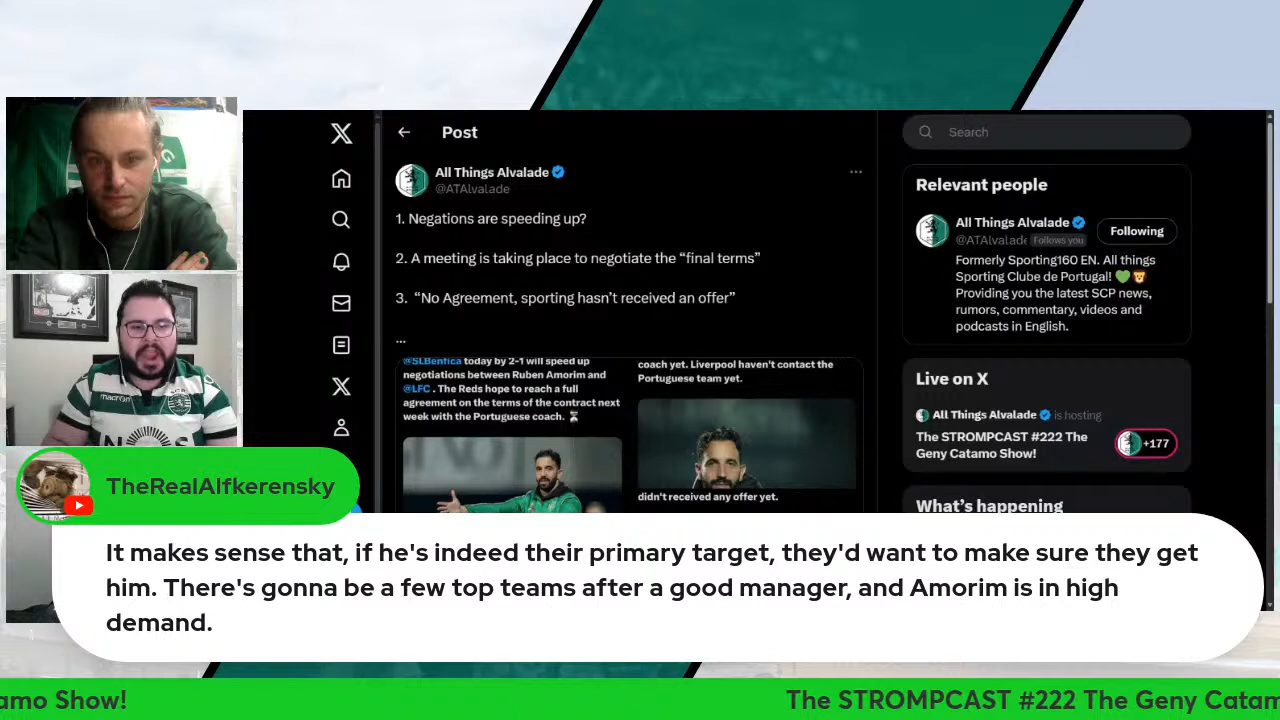 Post
Search
All Things Alvalade
@ATAlvalade
1. Negations are speeding up?
2. A meeting is taking place to negotiate the “final terms”
3. “No Agreement, sporting hasn’t received an offer”
...
@SLBenfica today by 2-1 will speed up
negotiations between Ruben Amorim and
@LFC . The Reds hope to reach a full
agreement on the terms of the contract next
week with the Portuguese coach. ⌛
coach yet. Liverpool haven't contact the
Portuguese team yet.
didn't received any offer yet.
Relevant people
All Things Alvalade
Following
@ATAlvalade Follows you
Formerly Sporting160 EN. All things
Sporting Clube de Portugal! 💚🦁
Providing you the latest SCP news,
rumors, commentary, videos and
podcasts in English.
Live on X
All Things Alvalade is hosting
The STROMPCAST #222 The
Geny Catamo Show!
+177
What’s happening
macron
NOS
TheRealAlfkerensky
It makes sense that, if he's indeed their primary target, they'd want to make sure they get
him. There's gonna be a few top teams after a good manager, and Amorim is in high
demand.
amo Show!
The STROMPCAST #222 The Geny Catam